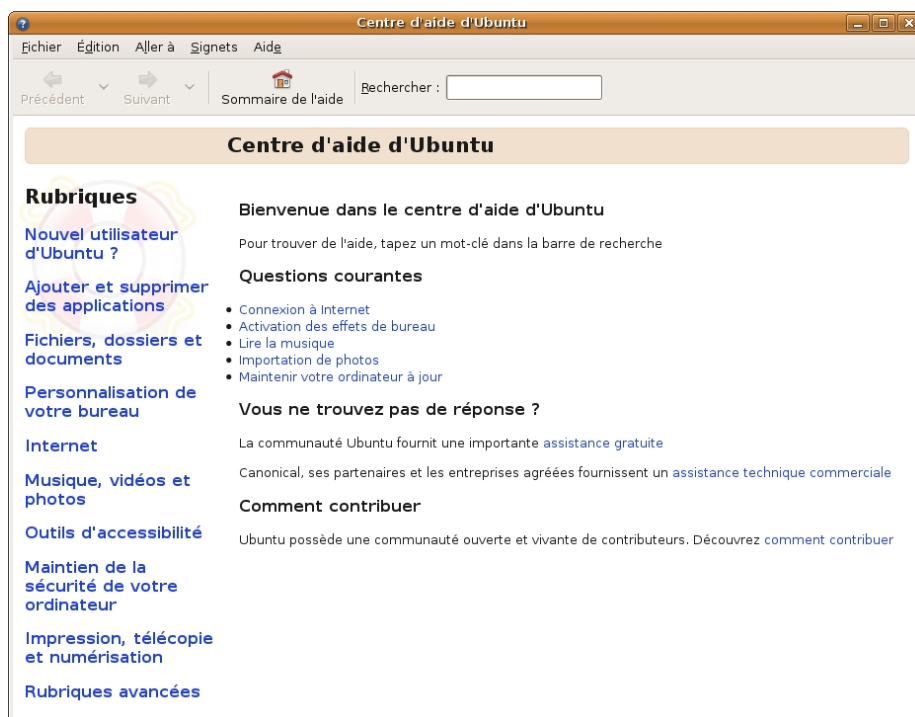 Centre d'aide d'Ubuntu
Fichier Édition Aller à Signets Aide
Précédent Suivant Sommaire de l'aide Rechercher :
Centre d'aide d'Ubuntu
Rubriques
Nouvel utilisateur
d'Ubuntu ?
Ajouter et supprimer
des applications
Fichiers, dossiers et
documents
Personnalisation de
votre bureau
Internet
Musique, vidéos et
photos
Outils d'accessibilité
Maintien de la
sécurité de votre
ordinateur
Impression, télécopie
et numérisation
Rubriques avancées
Bienvenue dans le centre d'aide d'Ubuntu
Pour trouver de l'aide, tapez un mot-clé dans la barre de recherche
Questions courantes
Connexion à Internet
Activation des effets de bureau
Lire la musique
Importation de photos
Maintenir votre ordinateur à jour
Vous ne trouvez pas de réponse ?
La communauté Ubuntu fournit une importante assistance gratuite
Canonical, ses partenaires et les entreprises agréées fournissent un assistance technique commerciale
Comment contribuer
Ubuntu possède une communauté ouverte et vivante de contributeurs. Découvrez comment contribuer